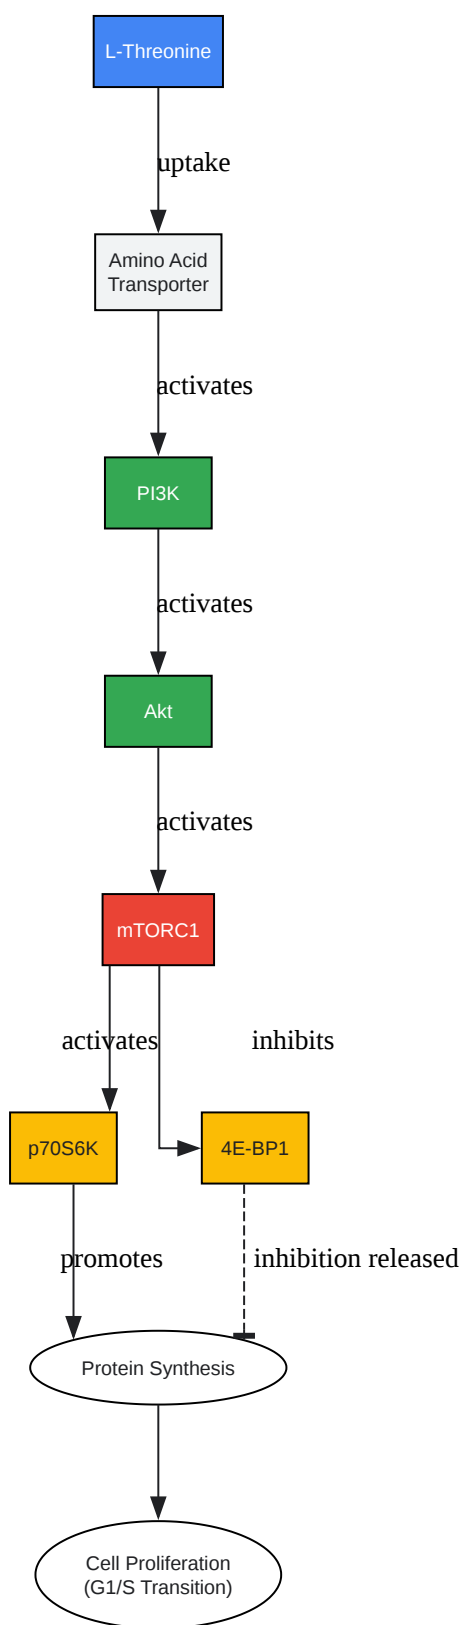 L-Threonine
uptake
Amino Acid
Transporter
activates
PI3K
activates
Akt
activates
mTORC1
activates
inhibits
p70S6K
4E-BP1
promotes
inhibition released
Protein Synthesis
Cell Proliferation
(G1/S Transition)